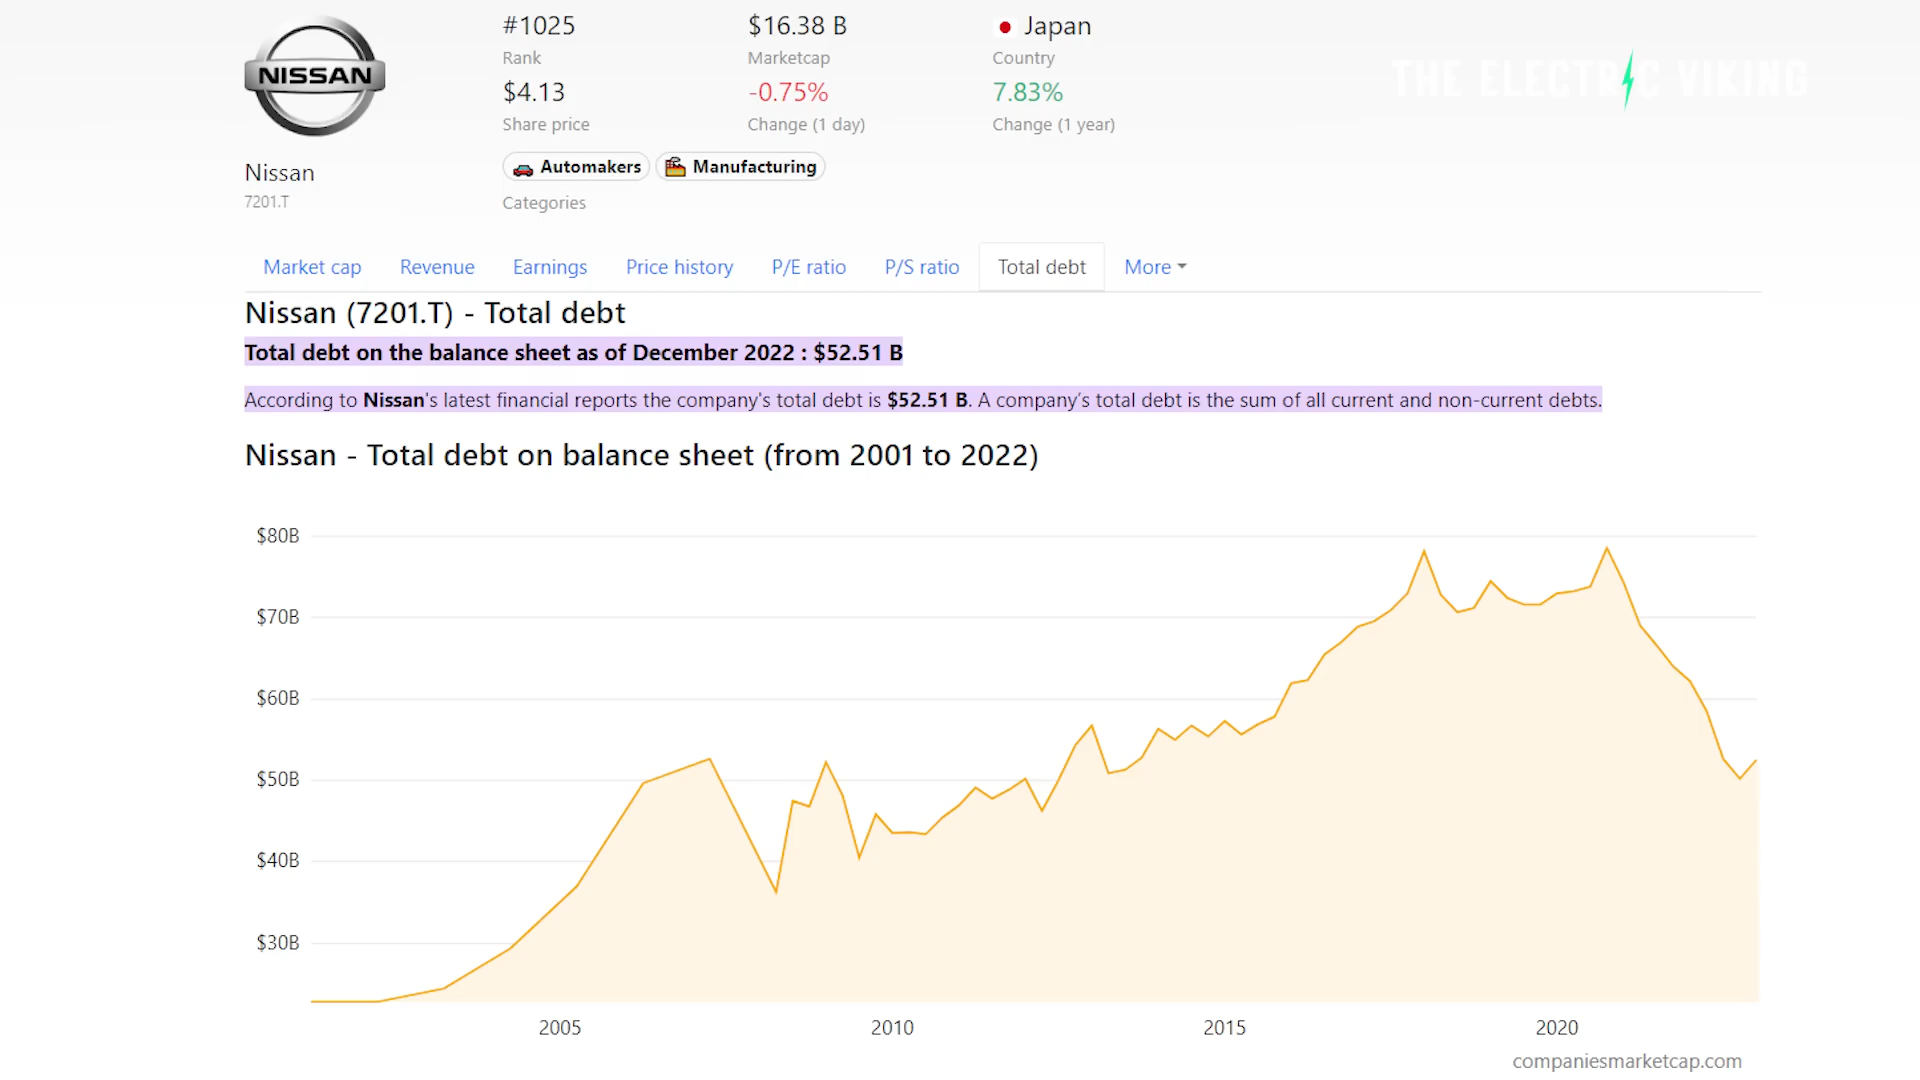 NISSAN
Nissan
7201.T
#1025
Rank
$16.38 B
Marketcap
Japan
Country
$4.13
Share price
-0.75%
Change (1 day)
7.83%
Change (1 year)
Automakers
Manufacturing
Categories
THE ELECTRIC VIKING
Market cap Revenue Earnings Price history P/E ratio P/S ratio Total debt More
Nissan (7201.T) - Total debt
Total debt on the balance sheet as of December 2022 : $52.51 B
According to Nissan's latest financial reports the company's total debt is $52.51 B. A company's total debt is the sum of all current and non-current debts.
Nissan - Total debt on balance sheet (from 2001 to 2022)
$80B
$70B
$60B
$50B
$40B
$30B
2005 2010 2015 2020
companiesmarketcap.com